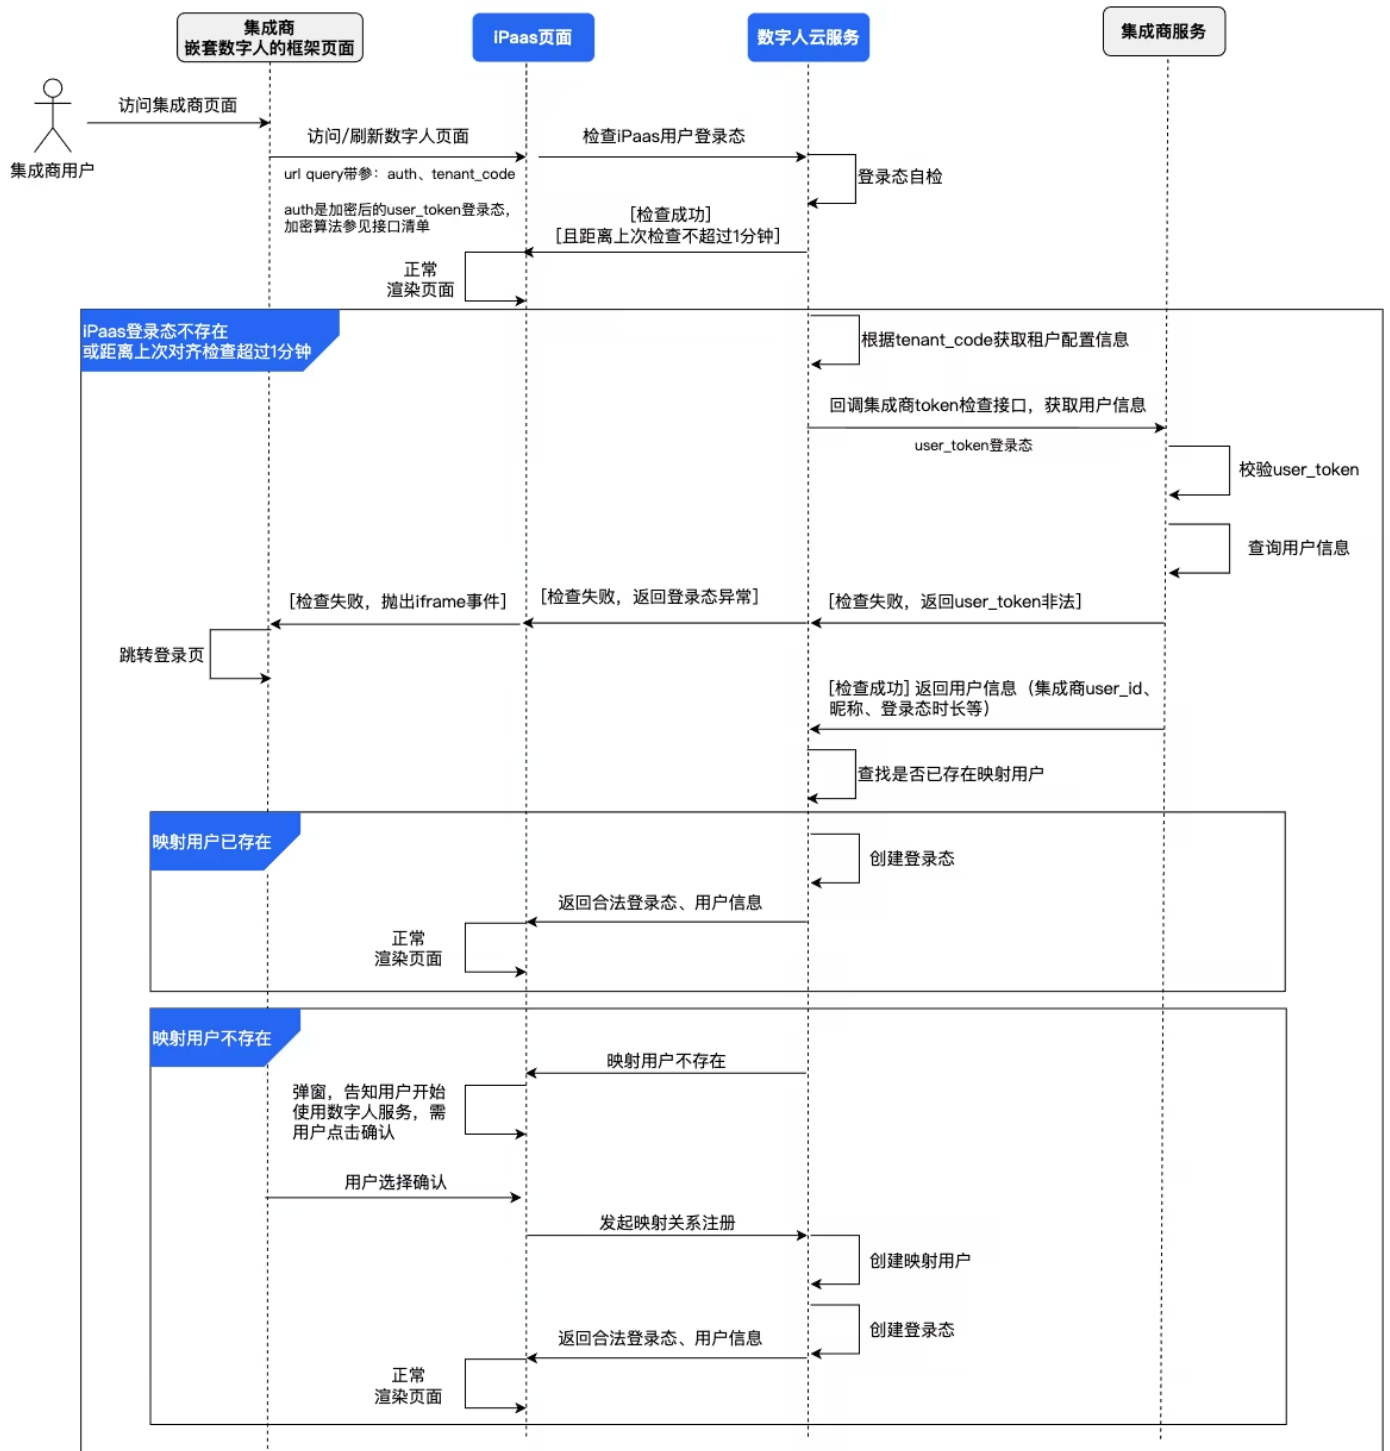 集成商
嵌套数字人的框架页面
iPaas页面
数字人云服务
集成商服务
访问集成商页面
集成商用户
访问/刷新数字人页面
url query带参：auth、tenant_code
auth是加密后的user_token登录态，
加密算法参见接口清单
检查iPaas用户登录态
登录态自检
[检查成功]
[且距离上次检查不超过1分钟]
正常
渲染页面
iPaas登录态不存在
或距离上次对齐检查超过1分钟
根据tenant_code获取租户配置信息
回调集成商token检查接口，获取用户信息
user_token登录态
校验user_token
查询用户信息
[检查失败，抛出iframe事件]
[检查失败，返回登录态异常]
[检查失败，返回user_token非法]
跳转登录页
[检查成功] 返回用户信息（集成商user_id、
昵称、登录态时长等）
查找是否已存在映射用户
映射用户已存在
创建登录态
返回合法登录态、用户信息
正常
渲染页面
映射用户不存在
映射用户不存在
弹窗，告知用户开始
使用数字人服务，需
用户点击确认
用户选择确认
发起映射关系注册
创建映射用户
创建登录态
返回合法登录态、用户信息
正常
渲染页面